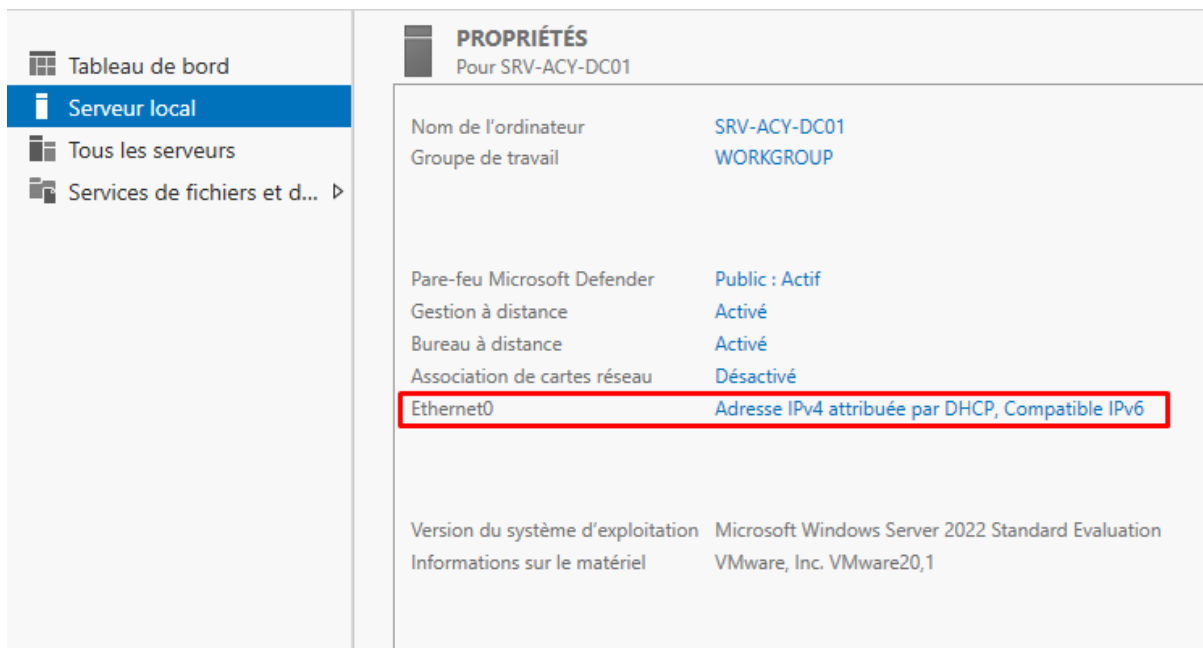 Tableau de bord
Serveur local
Tous les serveurs
Services de fichiers et d...
PROPRIÉTÉS
Pour SRV-ACY-DC01
Nom de l'ordinateur SRV-ACY-DC01
Groupe de travail WORKGROUP
Pare-feu Microsoft Defender Public : Actif
Gestion à distance Activé
Bureau à distance Activé
Association de cartes réseau Désactivé
Ethernet0 Adresse IPv4 attribuée par DHCP, Compatible IPv6
Version du système d'exploitation Microsoft Windows Server 2022 Standard Evaluation
Informations sur le matériel VMware, Inc. VMware20,1